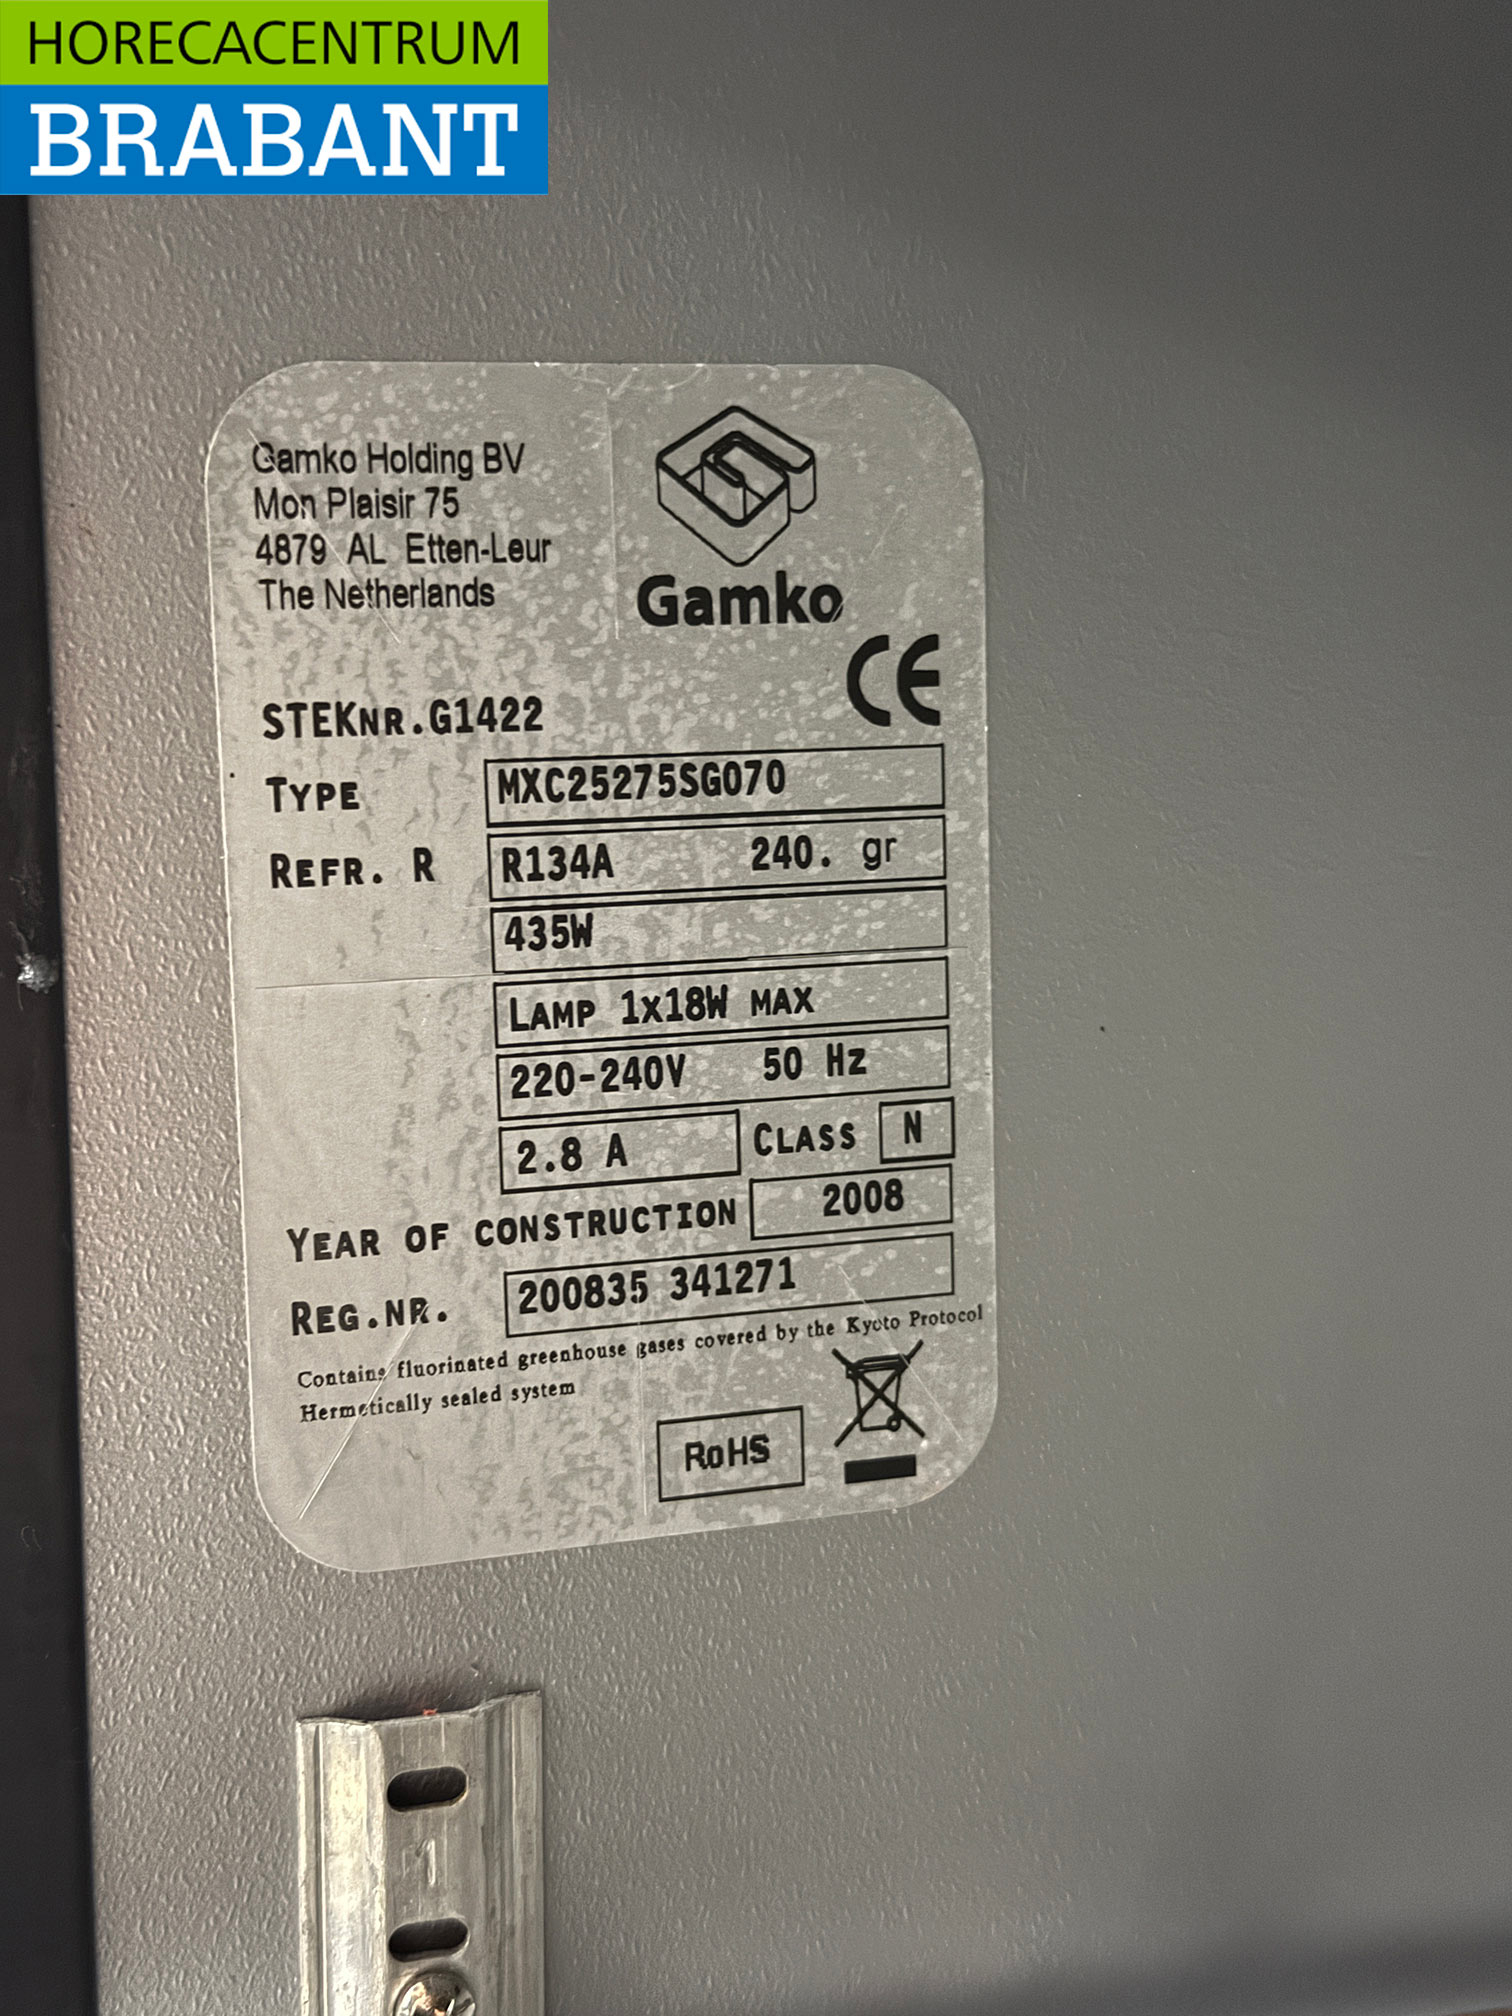 HORECACENTRUM
BRABANT
Gamko Holding BV
Mon Plaisir 75
4879 AL Etten-Leur
The Netherlands
Gamko
CE
STEKNR.G1422
TYPE MXC25275SG070
REFR. R R134A 240. gr
435W
LAMP 1X18W MAX
220-240V 50 Hz
2.8 A CLASS N
YEAR OF CONSTRUCTION 2008
REG.NR. 200835 341271
Contains fluorinated greenhouse gases covered by the Kyoto Protocol
Hermetically sealed system
RoHS